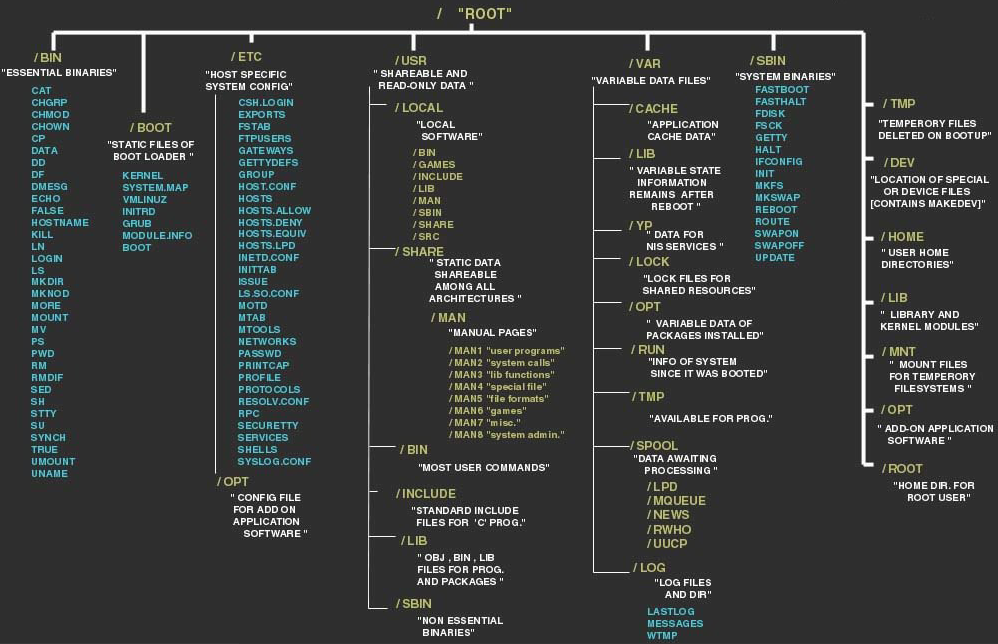 / "ROOT"
/BIN
"ESSENTIAL BINARIES"
CAT
CHGRP
CHMOD
CHOWN
CP
DATA
DD
DF
DMESG
ECHO
FALSE
HOSTNAME
KILL
LN
LOGIN
LS
MKDIR
MKNOD
MORE
MOUNT
MV
PS
PWD
RM
RMDIF
SED
SH
STTY
SU
SYNCH
TRUE
UMOUNT
UNAME
/BOOT
"STATIC FILES OF
BOOT LOADER "
KERNEL
SYSTEM.MAP
VMLINUZ
INITRD
GRUB
MODULE.INFO
BOOT
/ETC
"HOST SPECIFIC
SYSTEM CONFIG"
CSH.LOGIN
EXPORTS
FSTAB
FTPUSERS
GATEWAYS
GETTYDEFS
GROUP
HOST.CONF
HOSTS
HOSTS.ALLOW
HOSTS.DENY
HOSTS.EQUIV
HOSTS.LPD
INETD.CONF
INITTAB
ISSUE
LS.SO.CONF
MOTD
MTAB
MTOOLS
NETWORKS
PASSWD
PRINTCAP
PROFILE
PROTOCOLS
RESOLV.CONF
RPC
SECURETTY
SERVICES
SHELLS
SYSLOG.CONF
/OPT
" CONFIG FILE
FOR ADD ON
APPLICATION
SOFTWARE "
/USR
" SHAREABLE AND
READ-ONLY DATA "
/LOCAL
"LOCAL
SOFTWARE"
/BIN
/GAMES
/INCLUDE
/LIB
/MAN
/SBIN
/SHARE
/SRC
/SHARE
"STATIC DATA
SHAREABLE
AMONG ALL
ARCHITECTURES "
/MAN
"MANUAL PAGES"
/MAN1 "user programs"
/MAN2 "system calls"
/MAN3 "lib functions"
/MAN4 "special file"
/MAN5 "file formats"
/MAN6 "games"
/MAN7 "misc."
/MAN8 "system admin."
/BIN
"MOST USER COMMANDS"
/INCLUDE
"STANDARD INCLUDE
FILES FOR 'C' PROG."
/LIB
" OBJ , BIN , LIB
FILES FOR PROG.
AND PACKAGES "
/SBIN
"NON ESSENTIAL
BINARIES"
/VAR
"VARIABLE DATA FILES"
/CACHE
"APPLICATION
CACHE DATA"
/LIB
" VARIABLE STATE
INFORMATION
REMAINS AFTER
REBOOT "
/YP
" DATA FOR
NIS SERVICES "
/LOCK
"LOCK FILES FOR
SHARED RESOURCES"
/OPT
" VARIABLE DATA OF
PACKAGES INSTALLED"
/RUN
"INFO OF SYSTEM
SINCE IT WAS BOOTED"
/TMP
"AVAILABLE FOR PROG."
/SPOOL
"DATA AWAITING
PROCESSING "
/LPD
/MQUEUE
/NEWS
/RWHO
/UUCP
/LOG
"LOG FILES
AND DIR"
LASTLOG
MESSAGES
WTMP
/SBIN
"SYSTEM BINARIES"
FASTBOOT
FASTHALT
FDISK
FSCK
GETTY
HALT
IFCONFIG
INIT
MKFS
MKSWAP
REBOOT
ROUTE
SWAPON
SWAPOFF
UPDATE
/TMP
"TEMPERORY FILES
DELETED ON BOOTUP"
/DEV
"LOCATION OF SPECIAL
OR DEVICE FILES
[CONTAINS MAKEDEV]"
/HOME
" USER HOME
DIRECTORIES"
/LIB
" LIBRARY AND
KERNEL MODULES"
/MNT
" MOUNT FILES
FOR TEMPERORY
FILESYSTEMS "
/OPT
" ADD-ON APPLICATION
SOFTWARE "
/ROOT
"HOME DIR. FOR
ROOT USER"